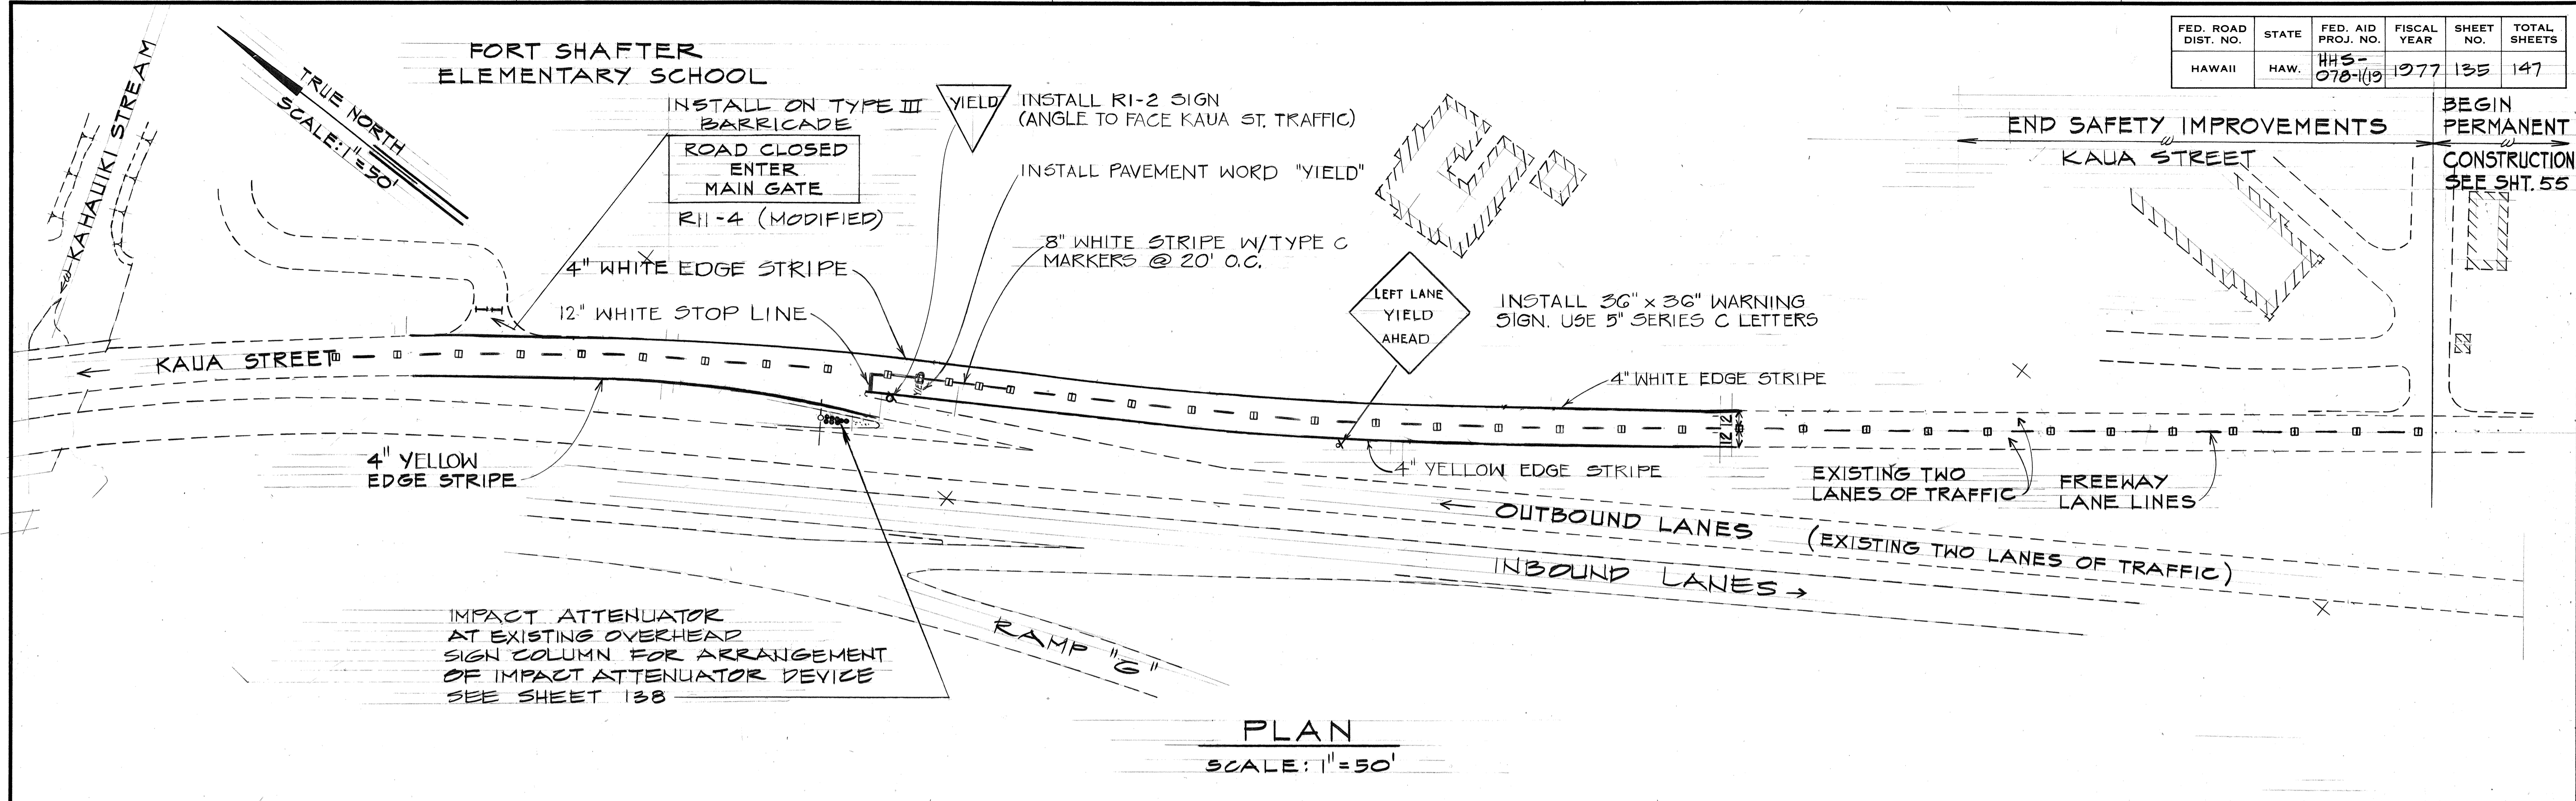 FED. ROAD DIST. NO. STATE FED. AID PROJ. NO. FISCAL YEAR SHEET NO. TOTAL SHEETS
HAWAII HAW. HHS-078-1(19 1977 135 147
KAHAUIKI STREAM
TRUE NORTH
SCALE: 1"=50'
FORT SHAFTER
ELEMENTARY SCHOOL
INSTALL ON TYPE III
BARRICADE
ROAD CLOSED
ENTER
MAIN GATE
R11-4 (MODIFIED)
YIELD
INSTALL R1-2 SIGN
(ANGLE TO FACE KAUA ST. TRAFFIC)
INSTALL PAVEMENT WORD "YIELD"
8" WHITE STRIPE W/TYPE C
MARKERS @ 20' O.C.
END SAFETY IMPROVEMENTS
KAUA STREET
BEGIN
PERMANENT
CONSTRUCTION
SEE SHT. 55
4" WHITE EDGE STRIPE
12" WHITE STOP LINE
LEFT LANE
YIELD
AHEAD
INSTALL 36" x 36" WARNING
SIGN. USE 5" SERIES C LETTERS
KAUA STREET
YIELD
4" WHITE EDGE STRIPE
12
12
4" YELLOW
EDGE STRIPE
4" YELLOW EDGE STRIPE
EXISTING TWO
LANES OF TRAFFIC
FREEWAY
LANE LINES
OUTBOUND LANES (EXISTING TWO LANES OF TRAFFIC)
INBOUND LANES
RAMP "G"
IMPACT ATTENUATOR
AT EXISTING OVERHEAD
SIGN COLUMN FOR ARRANGEMENT
OF IMPACT ATTENUATOR DEVICE
SEE SHEET 138
PLAN
SCALE: 1"=50'